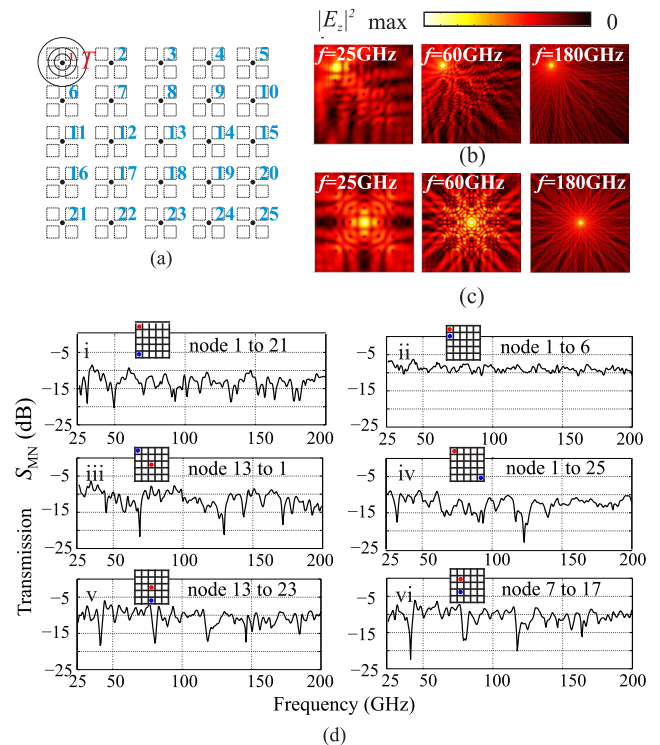 |E_z|² max 0
1 T 2 3 4 5
6 7 8 9 10
11 12 13 14 15
16 17 18 19 20
21 22 23 24 25
(a)
f=25GHz f=60GHz f=180GHz
(b)
f=25GHz f=60GHz f=180GHz
(c)
Transmission S_MN (dB)
i node 1 to 21
−5
−15
−25
25 50 100 150 200
ii node 1 to 6
−5
−15
−25
25 50 100 150 200
iii node 13 to 1
−5
−15
−25
25 50 100 150 200
iv node 1 to 25
−5
−15
−25
25 50 100 150 200
v node 13 to 23
−5
−15
−25
25 50 100 150 200
vi node 7 to 17
−5
−15
−25
25 50 100 150 200
Frequency (GHz)
(d)